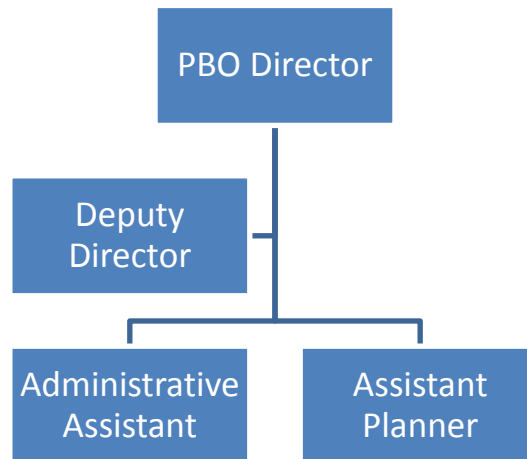 PBO Director
Deputy
Director
Administrative
Assistant
Assistant
Planner